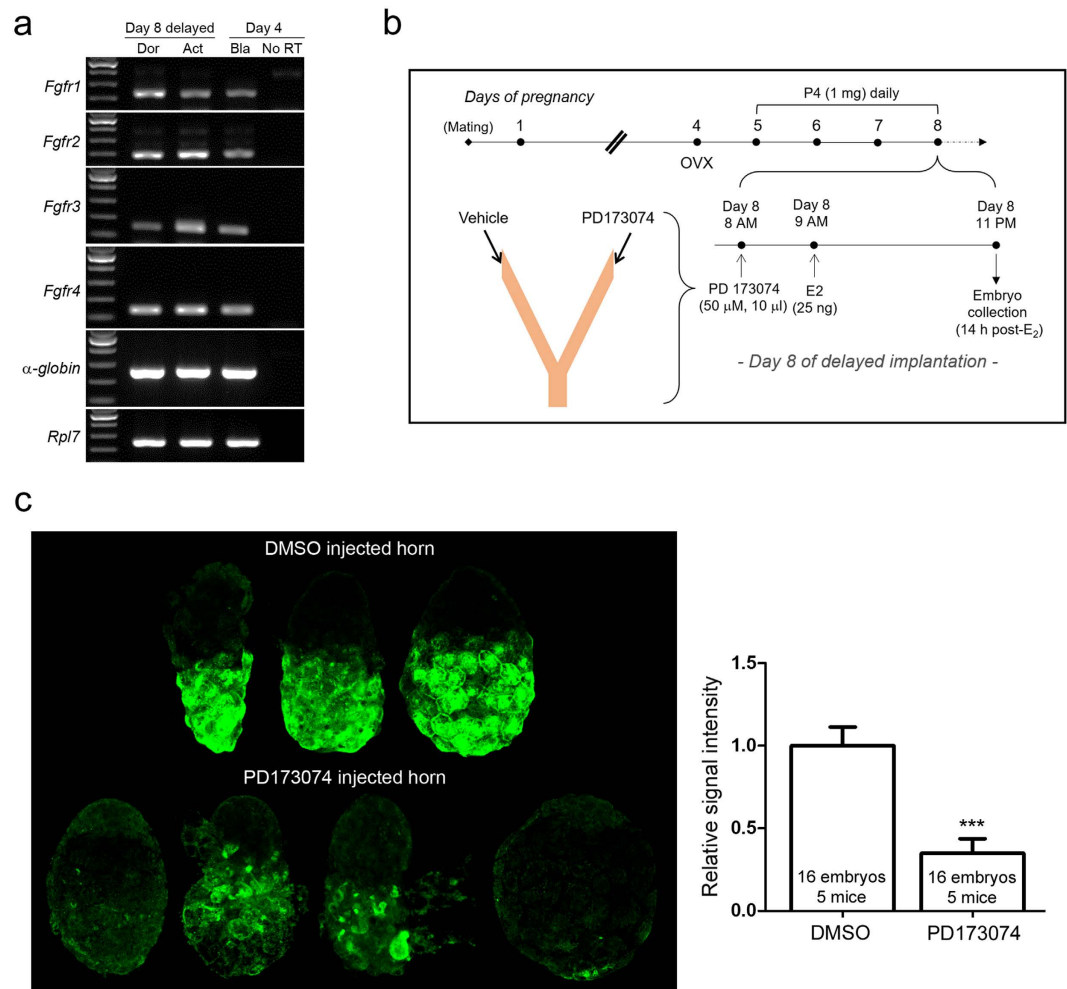 a
Day 8 delayed Day 4
Dor Act Bla No RT
Fgfr1
Fgfr2
Fgfr3
Fgfr4
α-globin
Rpl7
b
Days of pregnancy
P4 (1 mg) daily
(Mating) 1 4 5 6 7 8
OVX
Vehicle PD173074
Day 8
8 AM
Day 8
9 AM
Day 8
11 PM
PD 173074
(50 μM, 10 μl)
E2
(25 ng)
Embryo
collection
(14 h post-E₂)
- Day 8 of delayed implantation -
c
DMSO injected horn
PD173074 injected horn
Relative signal intensity
1.5
1.0
0.5
0.0
***
16 embryos
5 mice
16 embryos
5 mice
DMSO PD173074